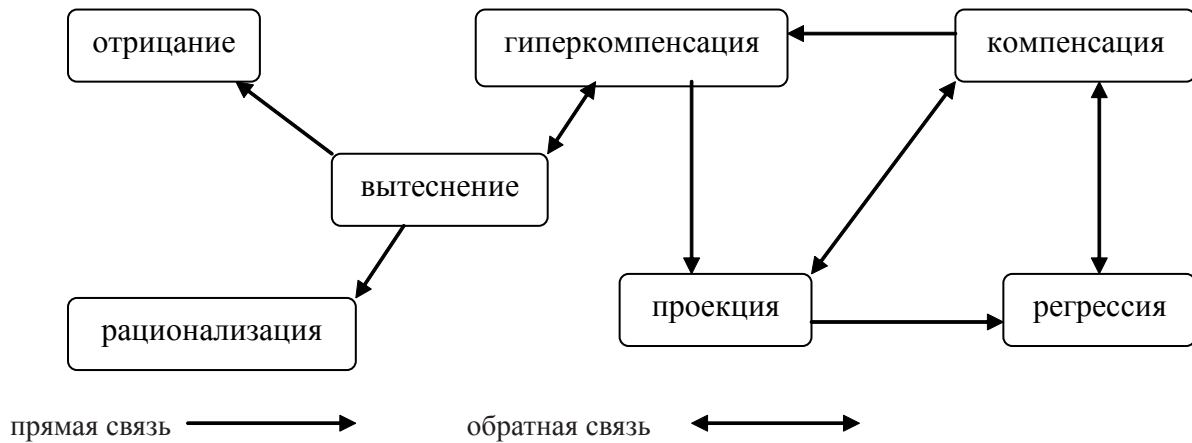 отрицание
гиперкомпенсация
компенсация
вытеснение
проекция
регрессия
рационализация
прямая связь
обратная связь